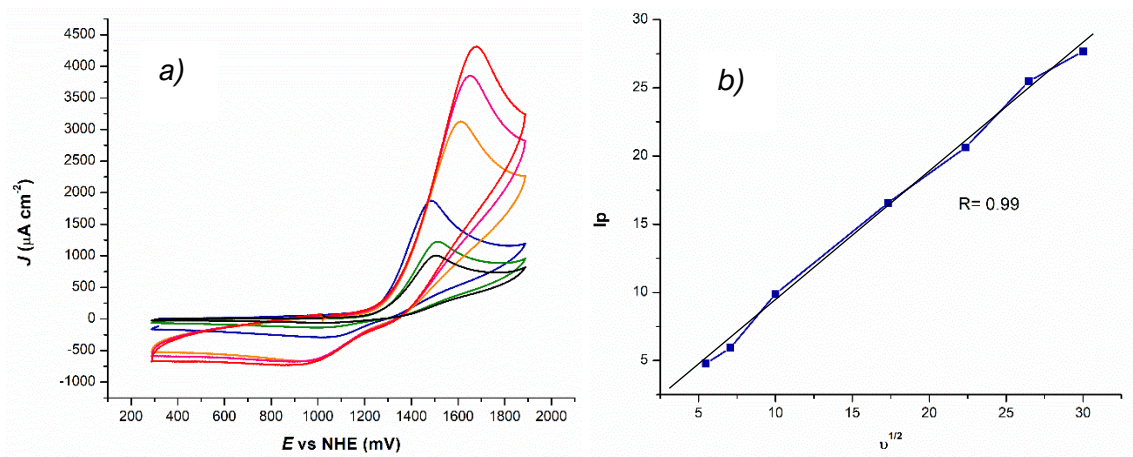 a)
4500
4000
3500
3000
2500
2000
1500
1000
500
0
-500
-1000
J (μA cm⁻²)
200 400 600 800 1000 1200 1400 1600 1800 2000
E vs NHE (mV)
b)
30
25
20
15
10
5
Ip
R= 0.99
5 10 15 20 25 30
υ^1/2